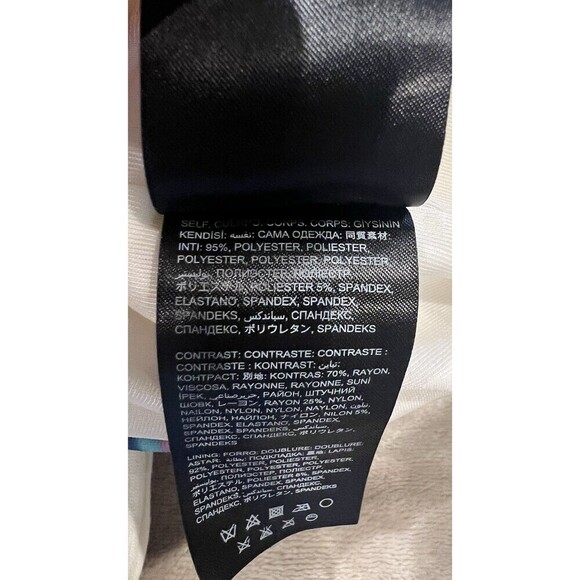 SELF: CUERPO: CORPS: CORPS: GIYSININ
KENDİSİ: نفسه: САМА ОДЕЖДА: 同質素材:
INTI: 95%, POLYESTER, POLIESTER,
POLYESTER, POLYESTER, POLYESTER,
بوليستير, ПОЛИЭСТЕР, ПОЛІЕСТР,
ポリエステル, POLIESTER 5%, SPANDEX,
ELASTANO, SPANDEX, SPANDEX,
SPANDEKS, سباندكس, СПАНДЕКС,
СПАНДЕКС, ポリウレタン, SPANDEKS
CONTRAST: CONTRASTE: CONTRASTE :
CONTRASTE : KONTRAST: تباين:
КОНТРАСТ: 別地: KONTRAS: 70%, RAYON,
VISCOSA, RAYONNE, RAYONNE, SUNİ
İPEK, حرير صناعي, РАЙОН, ШТУЧНИЙ
ШОВК, レーヨン, RAYON 25%, NYLON,
NAILON, NYLON, NYLON, NAYLON, نايلون,
НЕЙЛОН, НАЙЛОН, ナイロン, NILON 5%,
SPANDEX, ELASTANO, SPANDEX,
SPANDEX, SPANDEKS, سباندكس,
СПАНДЕКС, СПАНДЕКС, ポリウレタン,
SPANDEKS
LINING: FORRO: DOUBLURE: DOUBLURE:
ASTAR: بطانة: ПОДКЛАДКА: 裏地: LAPIS:
92%, POLYESTER, POLIESTER,
POLYESTER, POLYESTER, POLYESTER,
بوليستير, ПОЛИЭСТЕР, ПОЛІЕСТР,
ポリエステル, POLIESTER 8%, SPANDEX,
ELASTANO, SPANDEX, SPANDEX,
SPANDEKS, سباندكس, СПАНДЕКС,
СПАНДЕКС, ポリウレタン, SPANDEKS